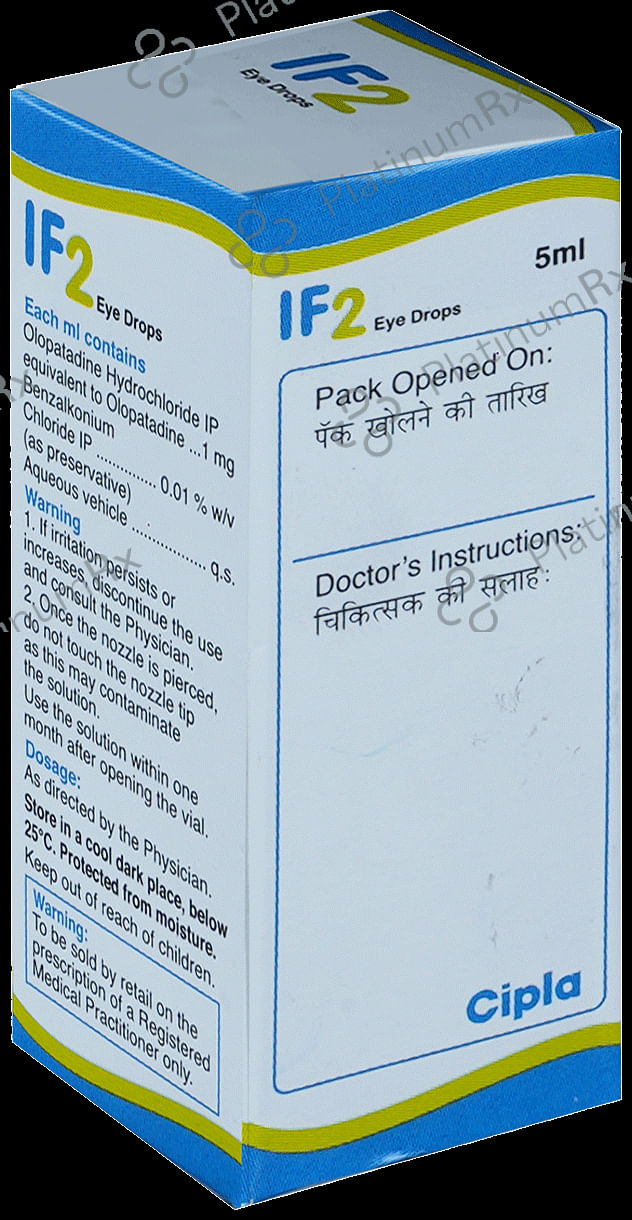 IF2
Eye Drops
IF2 Eye Drops
Each ml contains
Olopatadine Hydrochloride IP
equivalent to Olopatadine ...1 mg
Benzalkonium
Chloride IP ............. 0.01 % w/v
(as preservative)
Aqueous vehicle ................ q.s.
Warning
1. If irritation persists or
increases, discontinue the use
and consult the Physician.
2. Once the nozzle is pierced,
do not touch the nozzle tip
as this may contaminate
the solution.
Use the solution within one
month after opening the vial.
Dosage:
As directed by the Physician.
Store in a cool dark place, below
25°C. Protected from moisture.
Keep out of reach of children.
Warning:
To be sold by retail on the
prescription of a Registered
Medical Practitioner only.
5ml
IF2 Eye Drops
Pack Opened On:
पॅक खोलने की तारिख
Doctor's Instructions:
चिकित्सक की सलाह:
Cipla
PlatinumRx
PlatinumRx
PlatinumRx